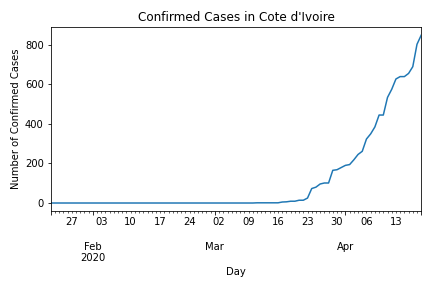 Confirmed Cases in Cote d'Ivoire
Number of Confirmed Cases
800
600
400
200
0
27 03 10 17 24 02 09 16 23 30 06 13
Feb Mar Apr
2020
Day